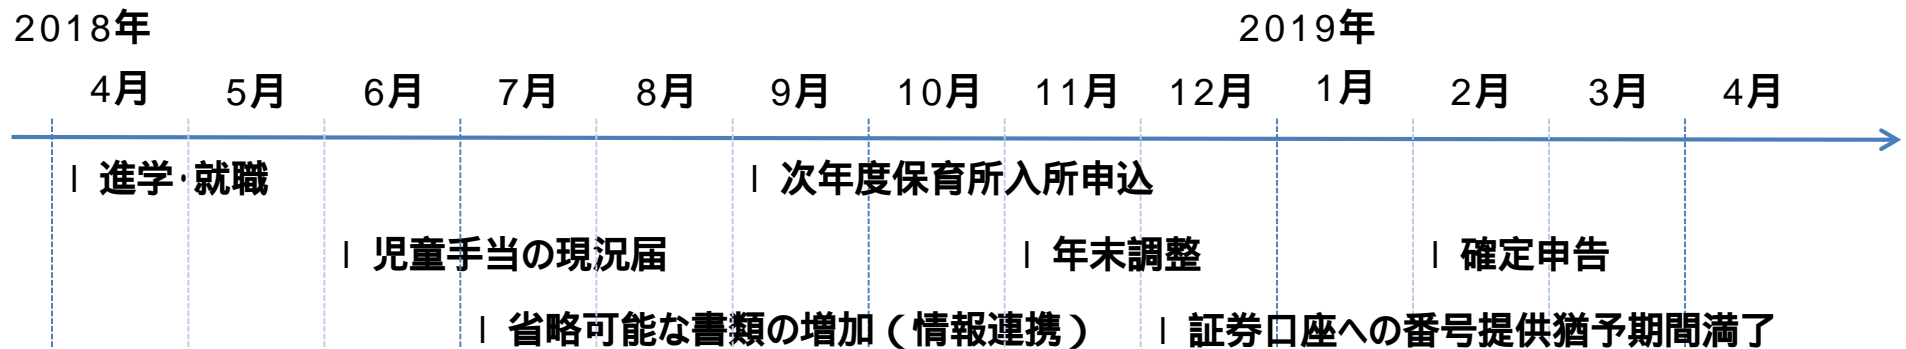 2018年 2019年
4月 5月 6月 7月 8月 9月 10月 11月 12月 1月 2月 3月 4月
l 進学・就職 l 次年度保育所入所申込
l 児童手当の現況届 l 年末調整 l 確定申告
l 省略可能な書類の増加（情報連携） l 証券口座への番号提供猶予期間満了